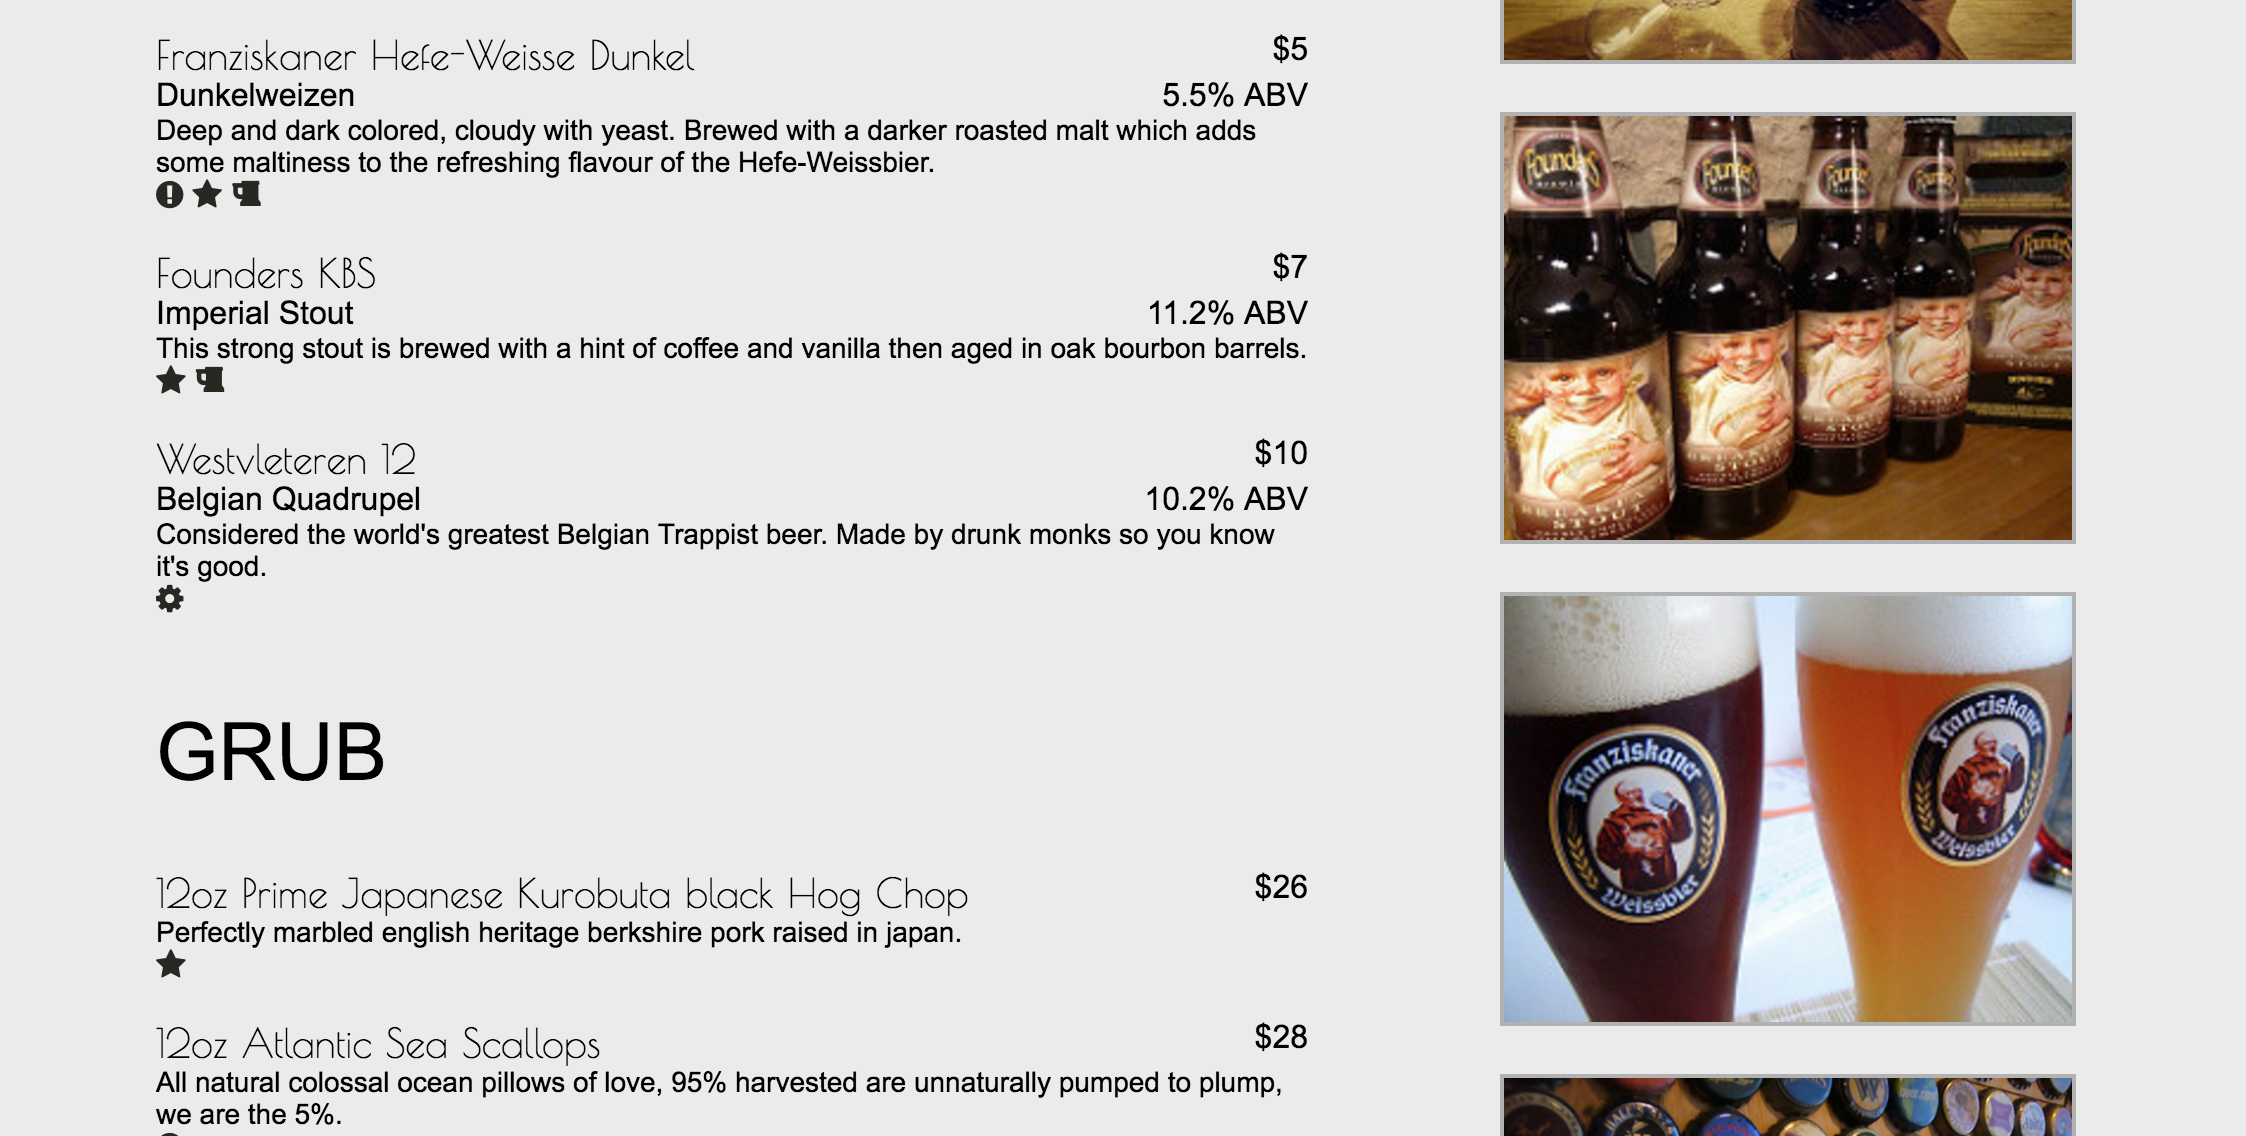 Franziskaner Hefe-Weisse Dunkel $5
Dunkelweizen 5.5% ABV
Deep and dark colored, cloudy with yeast. Brewed with a darker roasted malt which adds
some maltiness to the refreshing flavour of the Hefe-Weissbier.
Founders KBS $7
Imperial Stout 11.2% ABV
This strong stout is brewed with a hint of coffee and vanilla then aged in oak bourbon barrels.
Westvleteren 12 $10
Belgian Quadrupel 10.2% ABV
Considered the world's greatest Belgian Trappist beer. Made by drunk monks so you know
it's good.
GRUB
12oz Prime Japanese Kurobuta black Hog Chop $26
Perfectly marbled english heritage berkshire pork raised in japan.
12oz Atlantic Sea Scallops $28
All natural colossal ocean pillows of love, 95% harvested are unnaturally pumped to plump,
we are the 5%.
Founders
Founders
Founders
Founders
Founders
STOUT
STOUT
STOUT
Franziskaner
Weissbier
Franziskaner
Weissbier